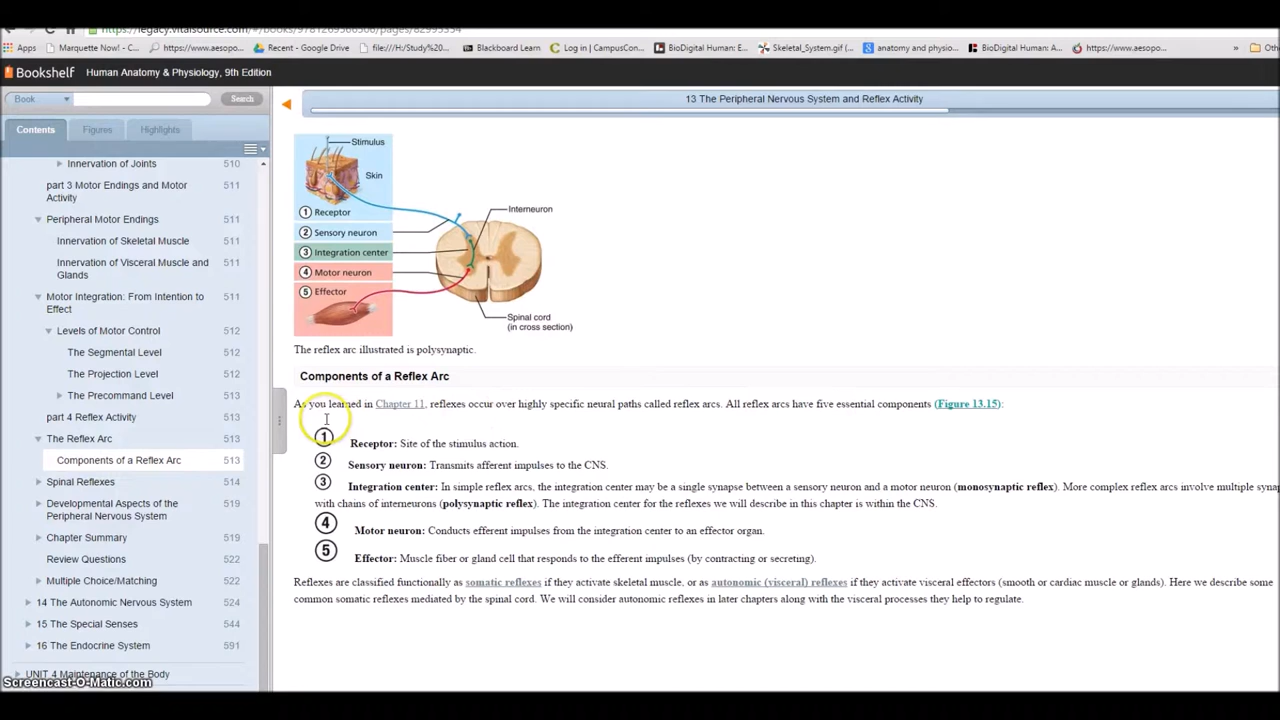 https://legacy.vitalsource.com/#/books/9781269566506/pages/82995334
Apps Marquette Now! - C... https://www.aesopo... Recent - Google Drive file:///H:/Study%20... Blackboard Learn Log in | CampusCon... BioDigital Human: E... Skeletal_System.gif (... anatomy and physio... BioDigital Human: A... https://www.aesopo... » Oth
Bookshelf Human Anatomy & Physiology, 9th Edition
Book Search
13 The Peripheral Nervous System and Reflex Activity
Contents Figures Highlights
Innervation of Joints 510
part 3 Motor Endings and Motor Activity 511
Peripheral Motor Endings 511
Innervation of Skeletal Muscle 511
Innervation of Visceral Muscle and Glands 511
Motor Integration: From Intention to Effect 511
Levels of Motor Control 512
The Segmental Level 512
The Projection Level 512
The Precommand Level 512
part 4 Reflex Activity 513
The Reflex Arc 513
Components of a Reflex Arc 513
Spinal Reflexes 514
Developmental Aspects of the Peripheral Nervous System 519
Chapter Summary 519
Review Questions 522
Multiple Choice/Matching 522
14 The Autonomic Nervous System 524
15 The Special Senses 544
16 The Endocrine System 591
UNIT 4 Maintenance of the Body
Stimulus
Skin
1 Receptor
Interneuron
2 Sensory neuron
3 Integration center
4 Motor neuron
5 Effector
Spinal cord
(in cross section)
The reflex arc illustrated is polysynaptic.
Components of a Reflex Arc
As you learned in Chapter 11, reflexes occur over highly specific neural paths called reflex arcs. All reflex arcs have five essential components (Figure 13.15):
1 Receptor: Site of the stimulus action.
2 Sensory neuron: Transmits afferent impulses to the CNS.
3 Integration center: In simple reflex arcs, the integration center may be a single synapse between a sensory neuron and a motor neuron (monosynaptic reflex). More complex reflex arcs involve multiple synap
with chains of interneurons (polysynaptic reflex). The integration center for the reflexes we will describe in this chapter is within the CNS.
4 Motor neuron: Conducts efferent impulses from the integration center to an effector organ.
5 Effector: Muscle fiber or gland cell that responds to the efferent impulses (by contracting or secreting).
Reflexes are classified functionally as somatic reflexes if they activate skeletal muscle, or as autonomic (visceral) reflexes if they activate visceral effectors (smooth or cardiac muscle or glands). Here we describe some
common somatic reflexes mediated by the spinal cord. We will consider autonomic reflexes in later chapters along with the visceral processes they help to regulate.
Screencast-O-Matic.com